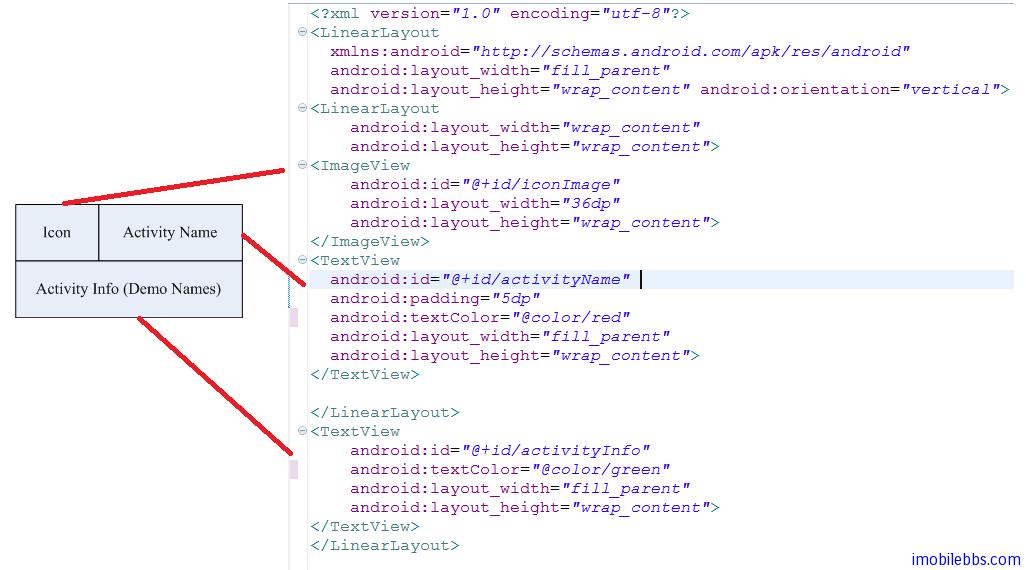 <?xml version="1.0" encoding="utf-8"?>
<LinearLayout
xmlns:android="http://schemas.android.com/apk/res/android"
android:layout_width="fill_parent"
android:layout_height="wrap_content" android:orientation="vertical">
<LinearLayout
android:layout_width="wrap_content"
android:layout_height="wrap_content">
<ImageView
android:id="@+id/iconImage"
android:layout_width="36dp"
android:layout_height="wrap_content">
</ImageView>
<TextView
android:id="@+id/activityName"
android:padding="5dp"
android:textColor="@color/red"
android:layout_width="fill_parent"
android:layout_height="wrap_content">
</TextView>
</LinearLayout>
<TextView
android:id="@+id/activityInfo"
android:textColor="@color/green"
android:layout_width="fill_parent"
android:layout_height="wrap_content">
</TextView>
</LinearLayout>
Icon
Activity Name
Activity Info (Demo Names)
imobilebbs.com